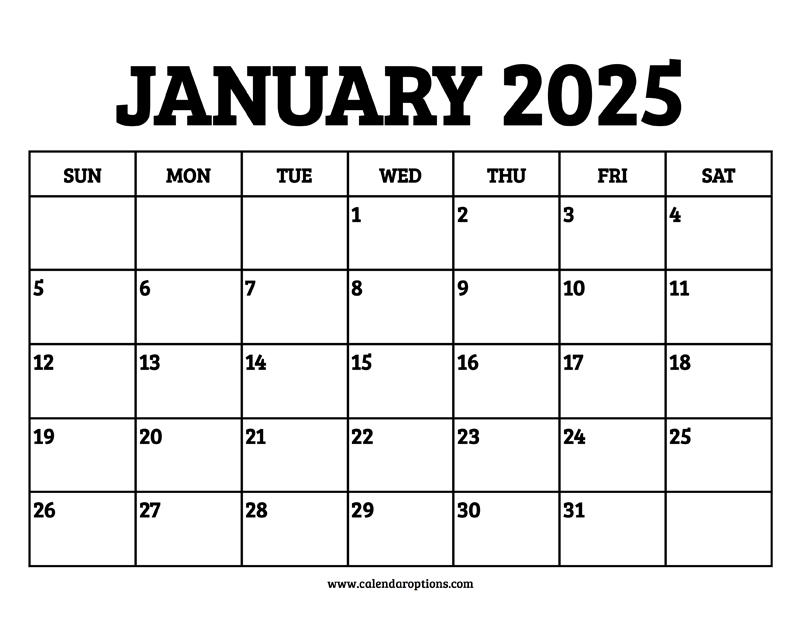 JANUARY 2025
SUN MON TUE WED THU FRI SAT
1 2 3 4
5 6 7 8 9 10 11
12 13 14 15 16 17 18
19 20 21 22 23 24 25
26 27 28 29 30 31
www.calendaroptions.com